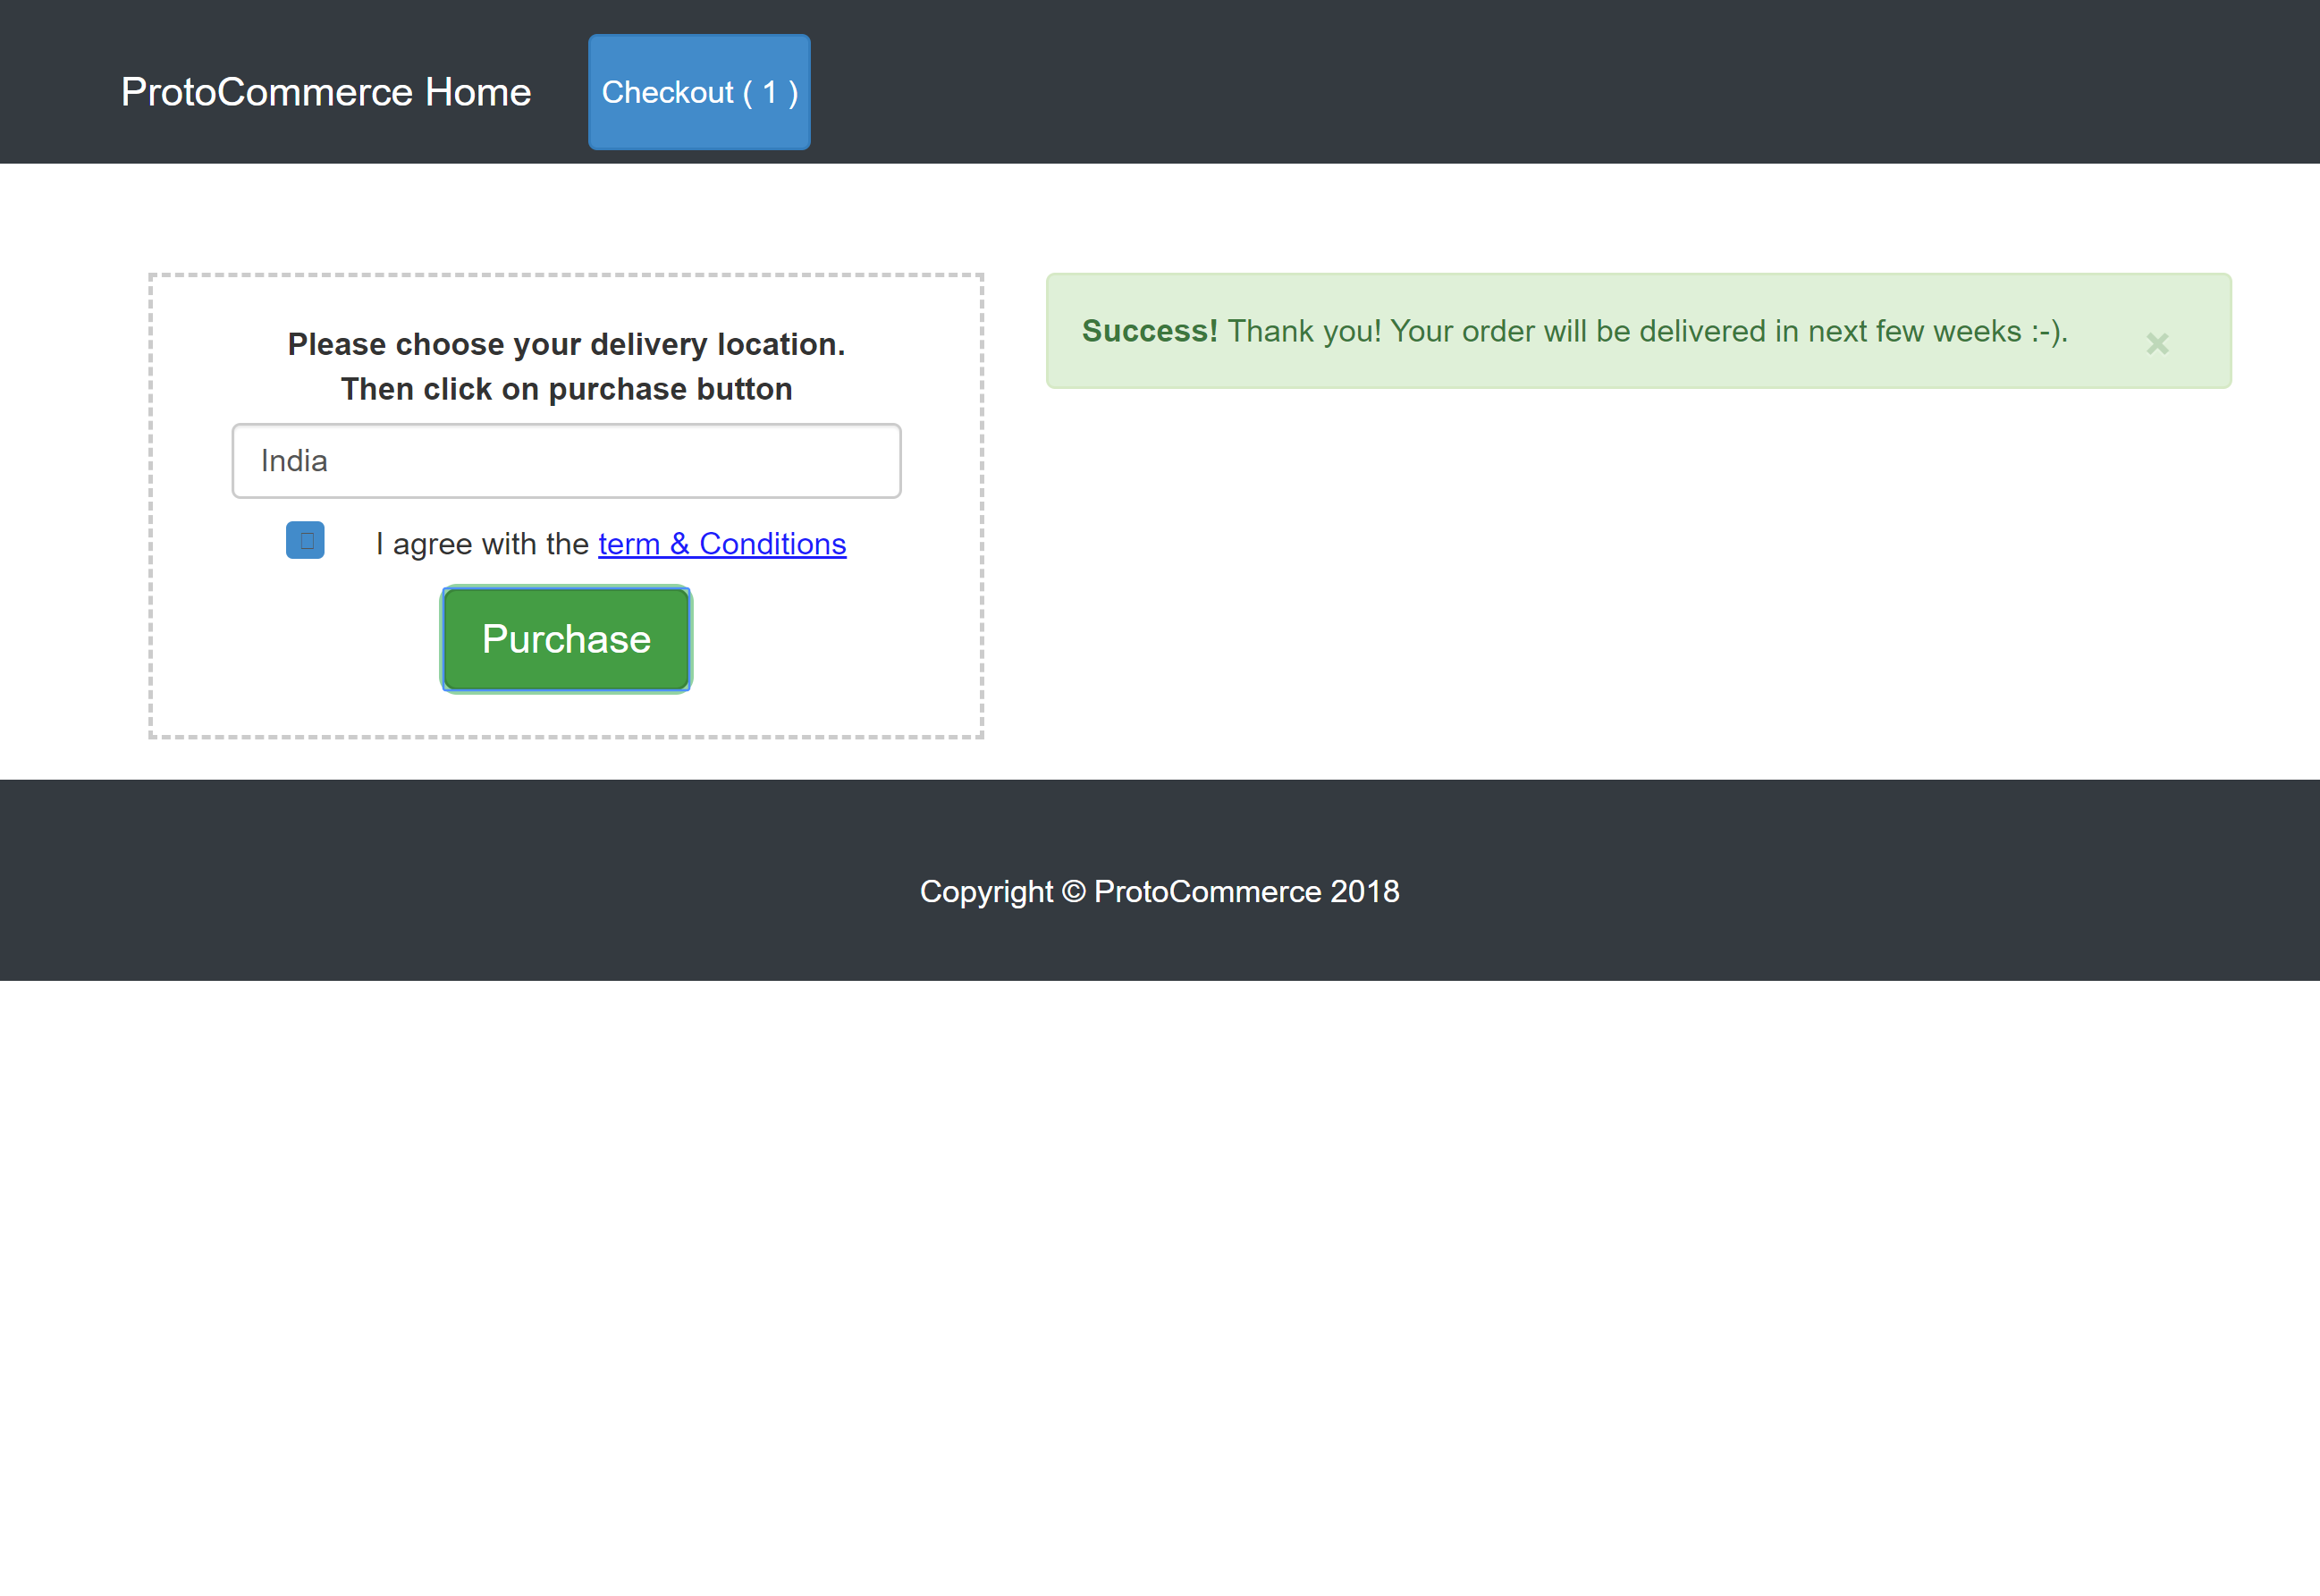 ProtoCommerce Home
Checkout ( 1 )
Please choose your delivery location.
Then click on purchase button
India
I agree with the term & Conditions
Purchase
Success! Thank you! Your order will be delivered in next few weeks :-).
×
Copyright © ProtoCommerce 2018